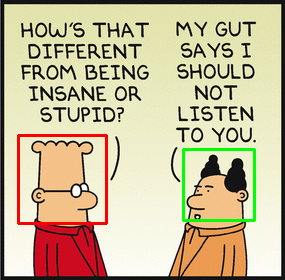 HOW'S THAT
DIFFERENT
FROM BEING
INSANE OR
STUPID?
MY GUT
SAYS I
SHOULD
NOT
LISTEN
TO YOU.